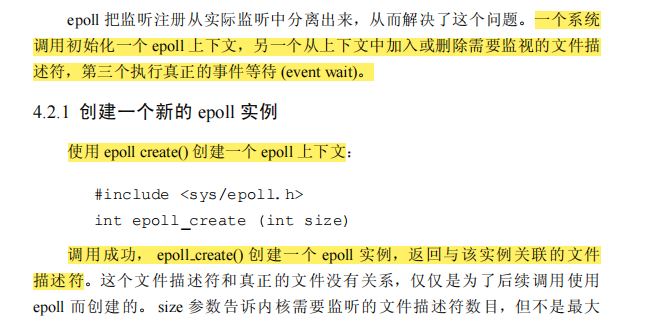 epoll 把监听注册从实际监听中分离出来，从而解决了这个问题。一个系统
调用初始化一个 epoll 上下文，另一个从上下文中加入或删除需要监视的文件描
述符，第三个执行真正的事件等待 (event wait)。
4.2.1 创建一个新的 epoll 实例
使用 epoll create() 创建一个 epoll 上下文：
#include <sys/epoll.h>
int epoll_create (int size)
调用成功， epoll_create() 创建一个 epoll 实例，返回与该实例关联的文件
描述符。这个文件描述符和真正的文件没有关系，仅仅是为了后续调用使用
epoll 而创建的。 size 参数告诉内核需要监听的文件描述符数目，但不是最大